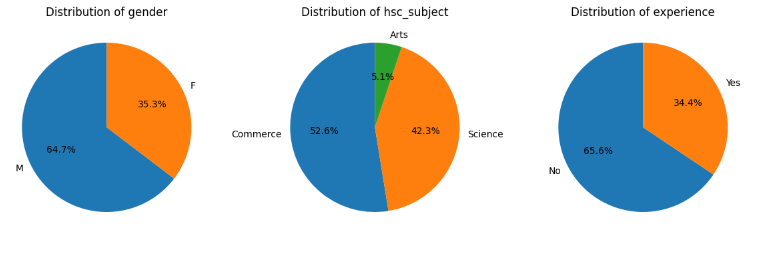 Distribution of gender
F
35.3%
64.7%
M
Distribution of hsc_subject
Arts
5.1%
Commerce
52.6%
42.3%
Science
Distribution of experience
Yes
34.4%
65.6%
No